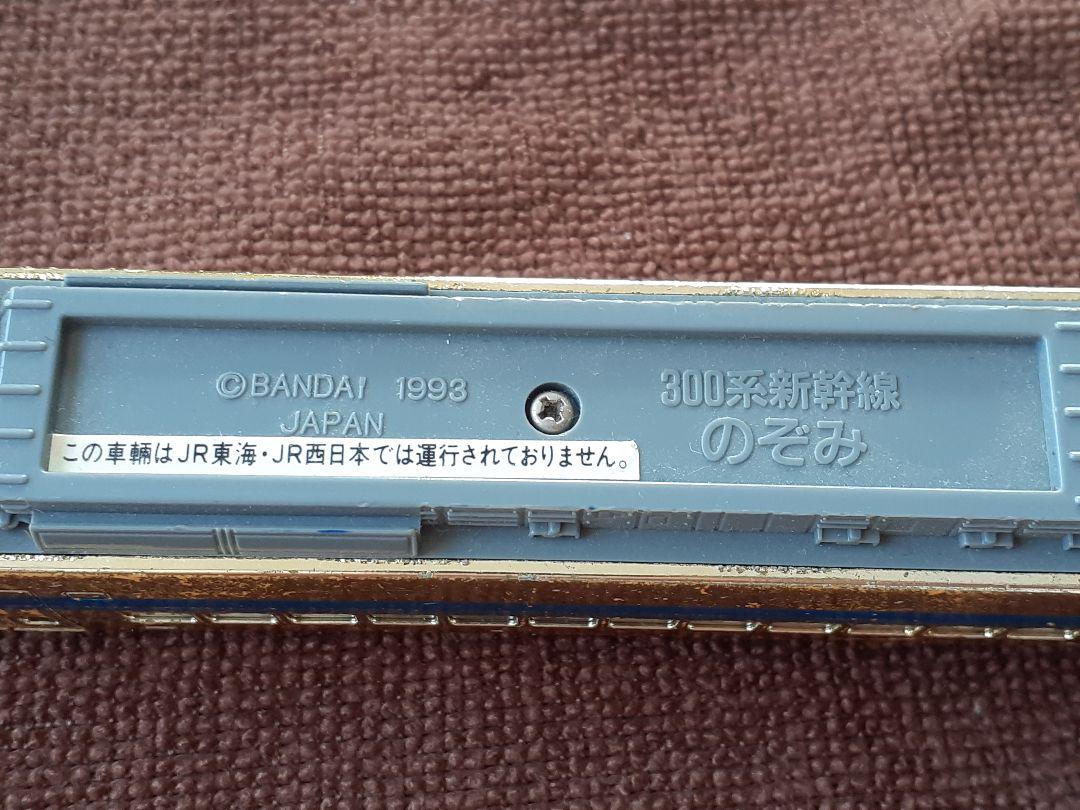 ©BANDAI 1993
JAPAN
この車輛はJR東海・JR西日本では運行されておりません。
300系新幹線
のぞみ